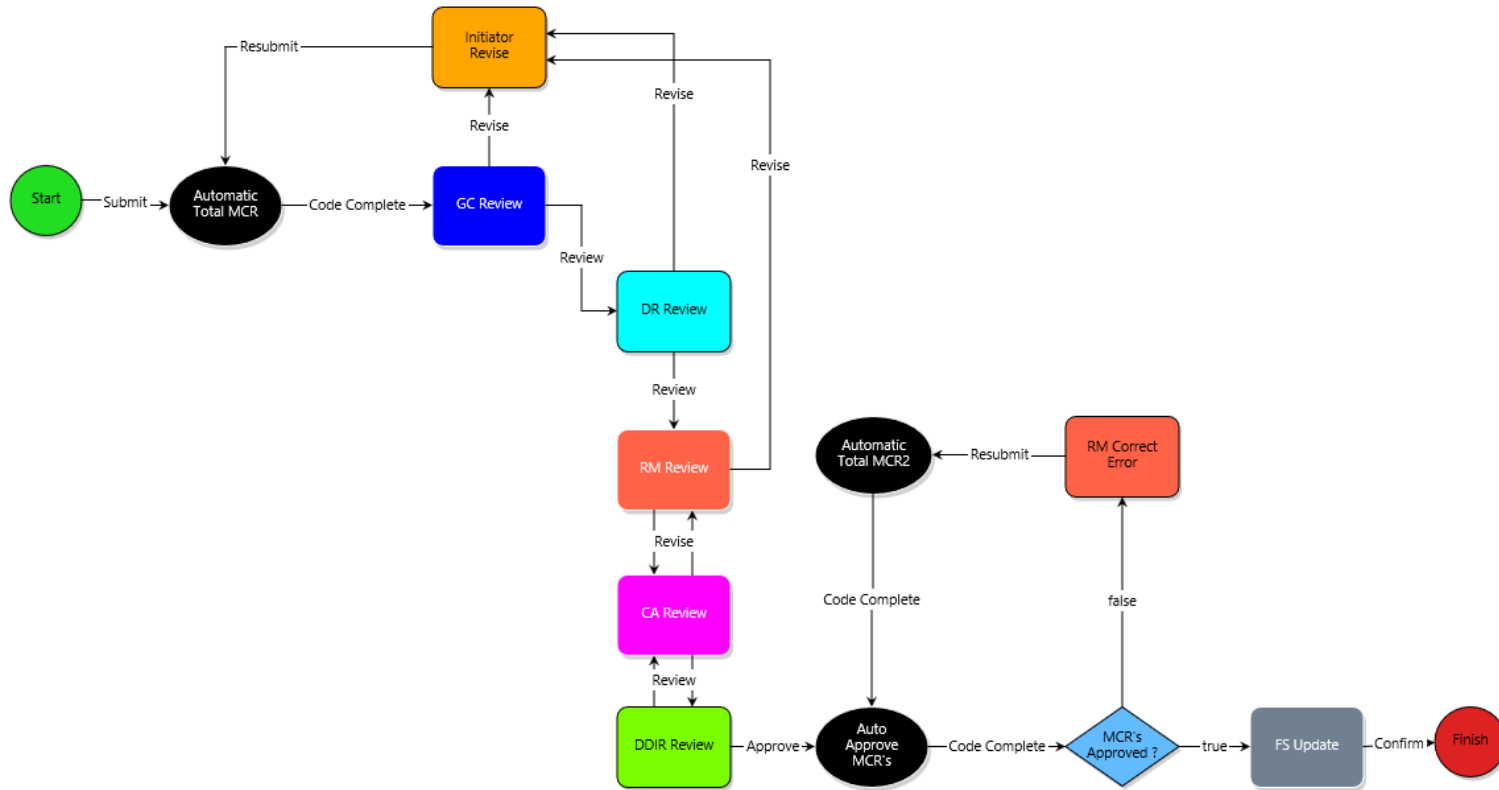 Initiator
Revise
Resubmit
Revise
Revise
Revise
Start
Submit
Automatic
Total MCR
Code Complete
GC Review
Review
DR Review
Review
RM Review
Automatic
Total MCR2
Resubmit
RM Correct
Error
Revise
CA Review
Code Complete
false
Review
DDIR Review
Approve
Auto
Approve
MCR's
Code Complete
MCR's
Approved ?
true
FS Update
Confirm
Finish